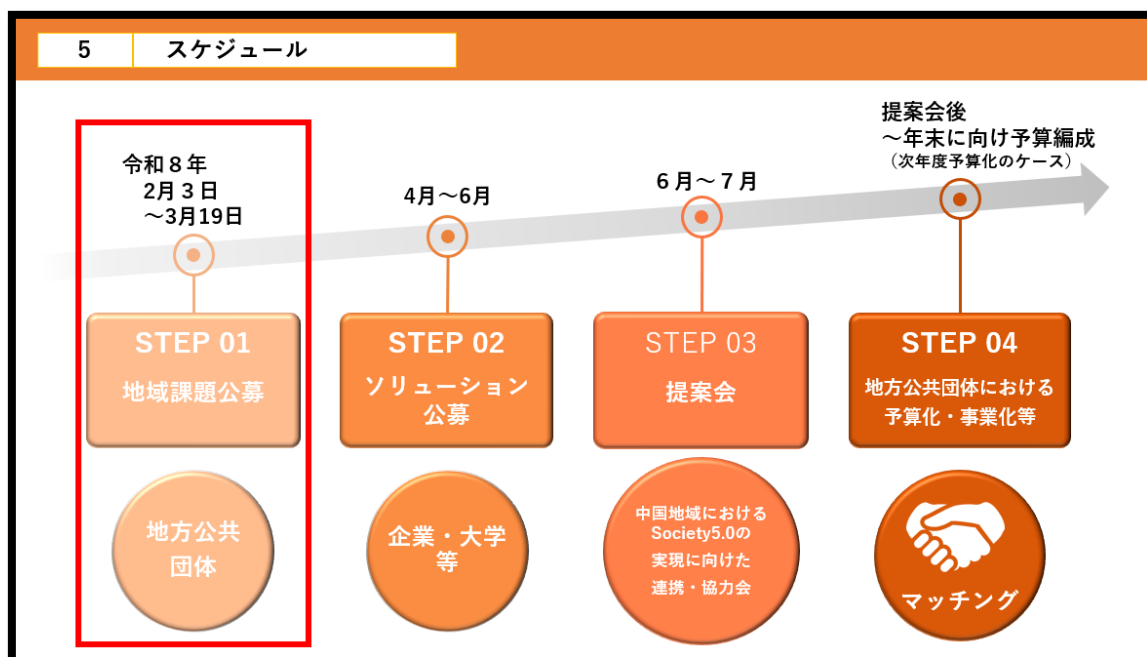 5 スケジュール
令和８年
2月３日
～3月19日
4月～6月
６月～７月
提案会後
～年末に向け予算編成
（次年度予算化のケース）
STEP 01
地域課題公募
STEP 02
ソリューション
公募
STEP 03
提案会
STEP 04
地方公共団体における
予算化・事業化等
地方公共
団体
企業・大学
等
中国地域における
Society5.0の
実現に向けた
連携・協力会
マッチング